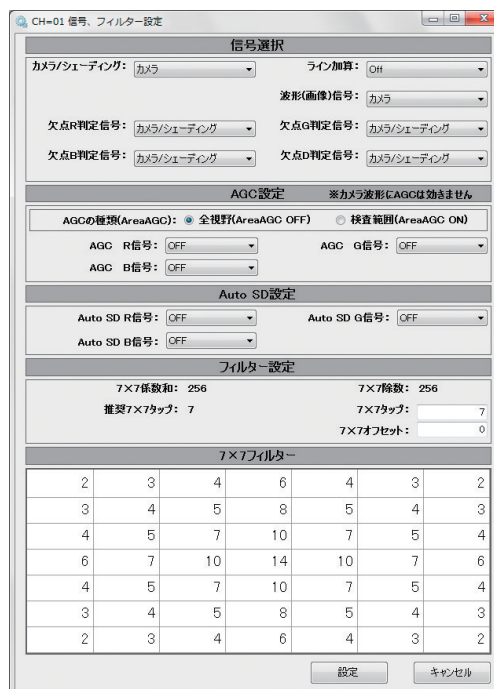 CH=01 信号、フィルター設定
信号選択
カメラ/シェーディング: カメラ ライン加算: Off
波形(画像)信号: カメラ
欠点R判定信号: カメラ/シェーディング 欠点G判定信号: カメラ/シェーディング
欠点B判定信号: カメラ/シェーディング 欠点D判定信号: カメラ/シェーディング
AGC設定 ※カメラ波形にAGCは効きません
AGCの種類(AreaAGC): 全視野(AreaAGC OFF) 検査範囲(AreaAGC ON)
AGC R信号: OFF AGC G信号: OFF
AGC B信号: OFF
Auto SD設定
Auto SD R信号: OFF Auto SD G信号: OFF
Auto SD B信号: OFF
フィルター設定
7×7係数和: 256 7×7除数: 256
推奨7×7タップ: 7 7×7タップ: 7
7×7オフセット: 0
7×7フィルター
2 3 4 6 4 3 2
3 4 5 8 5 4 3
4 5 7 10 7 5 4
6 7 10 14 10 7 6
4 5 7 10 7 5 4
3 4 5 8 5 4 3
2 3 4 6 4 3 2
設定 キャンセル